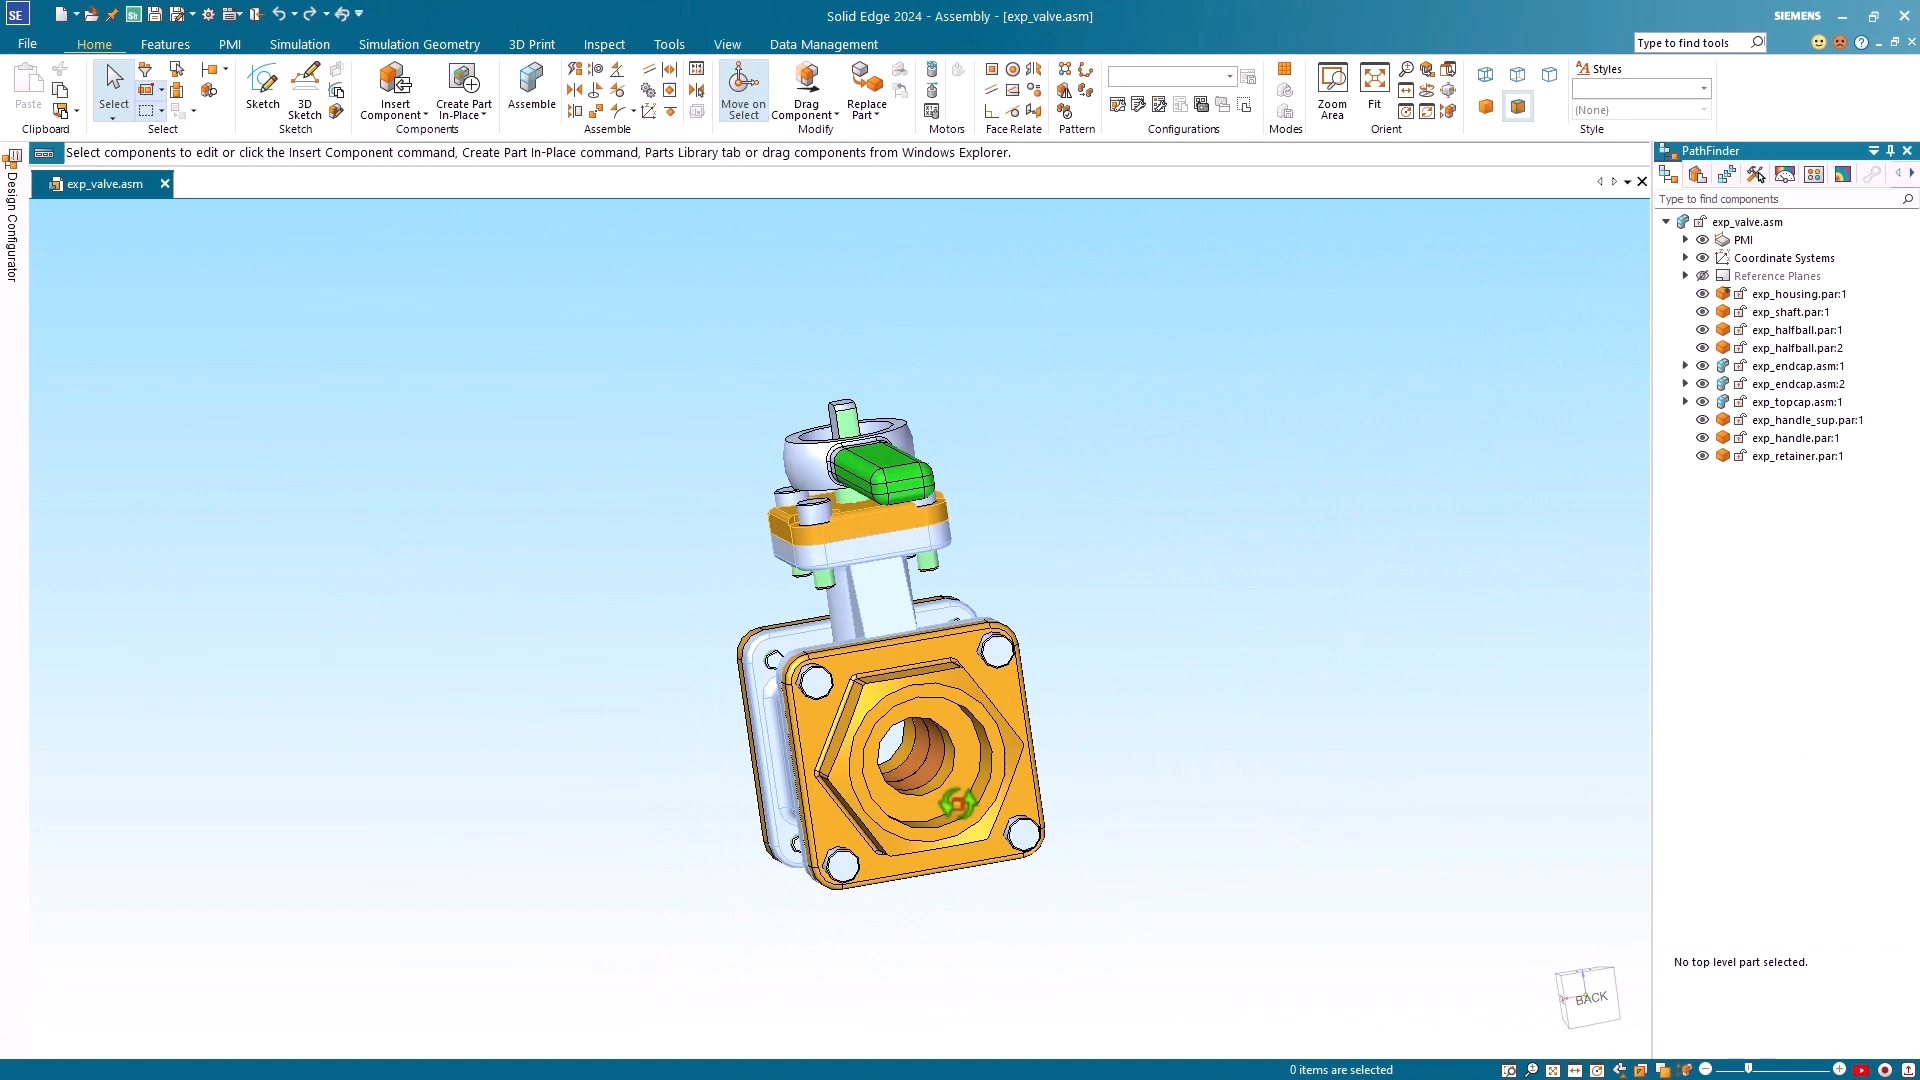 SE
Sh
Solid Edge 2024 - Assembly - [exp_valve.asm]
SIEMENS
File
Home
Features
PMI
Simulation
Simulation Geometry
3D Print
Inspect
Tools
View
Data Management
Type to find tools
Paste
Clipboard
Select
Select
Sketch
3D
Sketch
Sketch
Insert
Component
Create Part
In-Place
Components
Assemble
Assemble
Move on
Select
Drag
Component
Replace
Part
Modify
Motors
Face Relate
Pattern
Configurations
Modes
Zoom
Area
Fit
Orient
Styles
(None)
Style
Select components to edit or click the Insert Component command, Create Part In-Place command, Parts Library tab or drag components from Windows Explorer.
exp_valve.asm
Design Configurator
PathFinder
Type to find components
exp_valve.asm
PMI
Coordinate Systems
Reference Planes
exp_housing.par:1
exp_shaft.par:1
exp_halfball.par:1
exp_halfball.par:2
exp_endcap.asm:1
exp_endcap.asm:2
exp_topcap.asm:1
exp_handle_sup.par:1
exp_handle.par:1
exp_retainer.par:1
No top level part selected.
BACK
0 items are selected